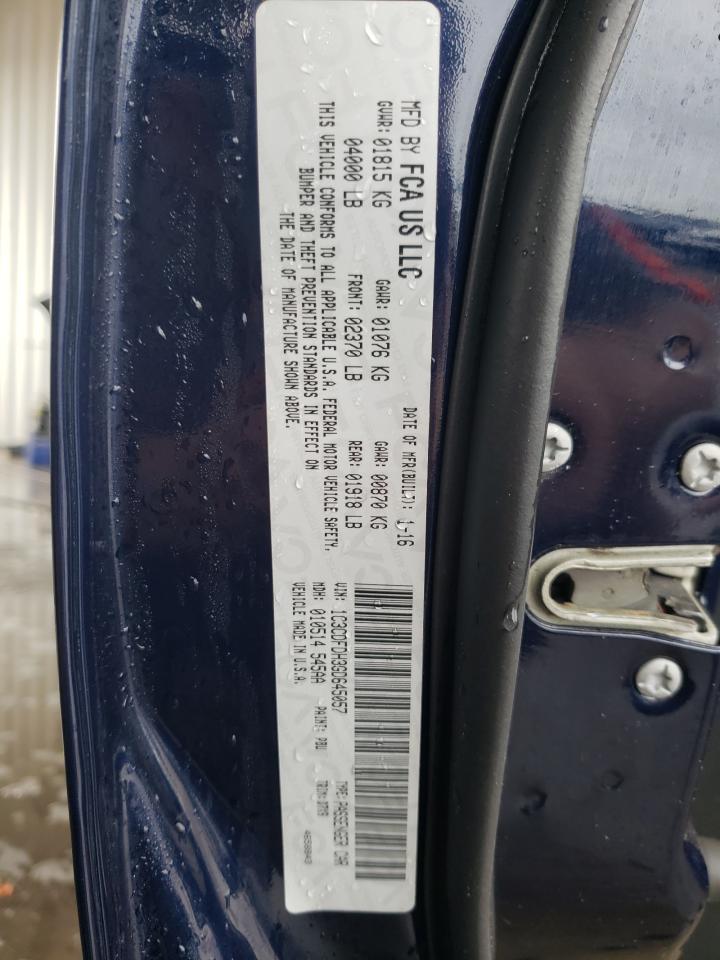 MFD BY FCA US LLC
DATE OF MFR(BUILT): 1-16
GVWR: 01815 KG GAWR: 01076 KG GAWR: 00870 KG
04000 LB FRONT: 02370 LB REAR: 01918 LB
THIS VEHICLE CONFORMS TO ALL APPLICABLE U.S.A. FEDERAL MOTOR VEHICLE SAFETY,
BUMPER AND THEFT PREVENTION STANDARDS IN EFFECT ON
THE DATE OF MANUFACTURE SHOWN ABOVE.
VIN: 1C3CDFDH3GD645057 TYPE: PASSENGER CAR
MDH: 010514 545AA PAINT: PBU TRIM:
VEHICLE MADE IN U.S.A.